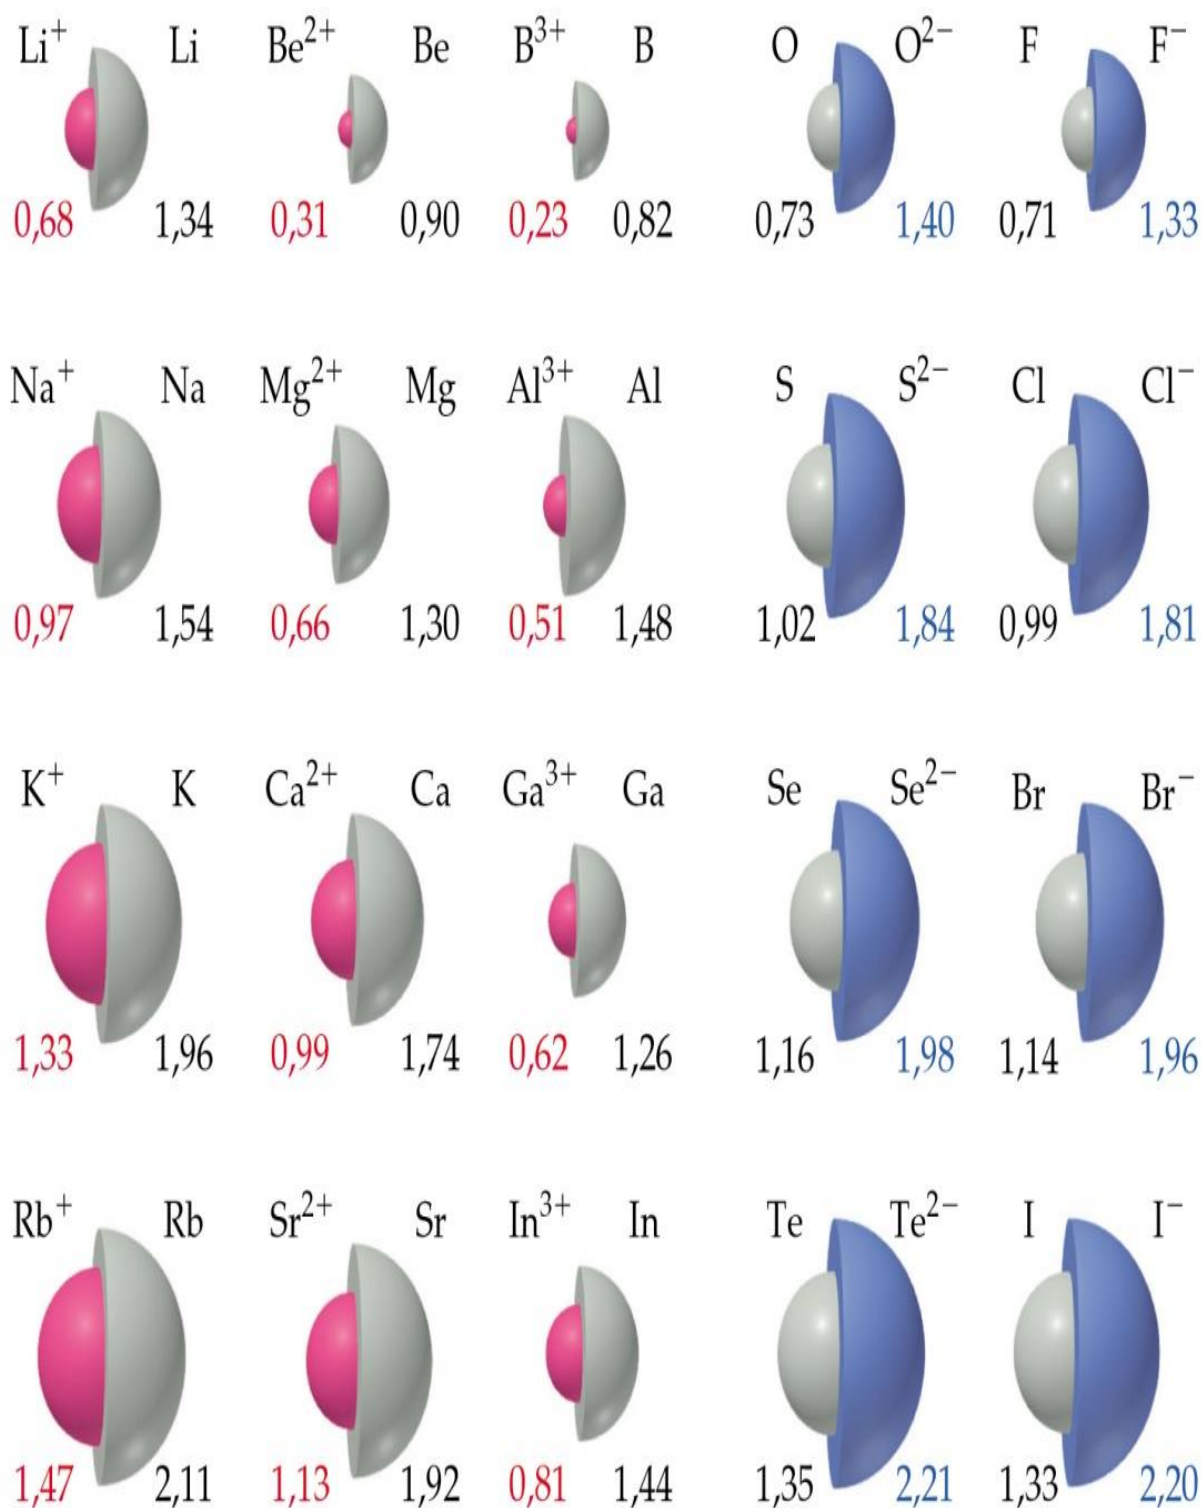 Li⁺ Li Be²⁺ Be B³⁺ B O O²⁻ F F⁻
0,68 1,34 0,31 0,90 0,23 0,82 0,73 1,40 0,71 1,33
Na⁺ Na Mg²⁺ Mg Al³⁺ Al S S²⁻ Cl Cl⁻
0,97 1,54 0,66 1,30 0,51 1,48 1,02 1,84 0,99 1,81
K⁺ K Ca²⁺ Ca Ga³⁺ Ga Se Se²⁻ Br Br⁻
1,33 1,96 0,99 1,74 0,62 1,26 1,16 1,98 1,14 1,96
Rb⁺ Rb Sr²⁺ Sr In³⁺ In Te Te²⁻ I I⁻
1,47 2,11 1,13 1,92 0,81 1,44 1,35 2,21 1,33 2,20